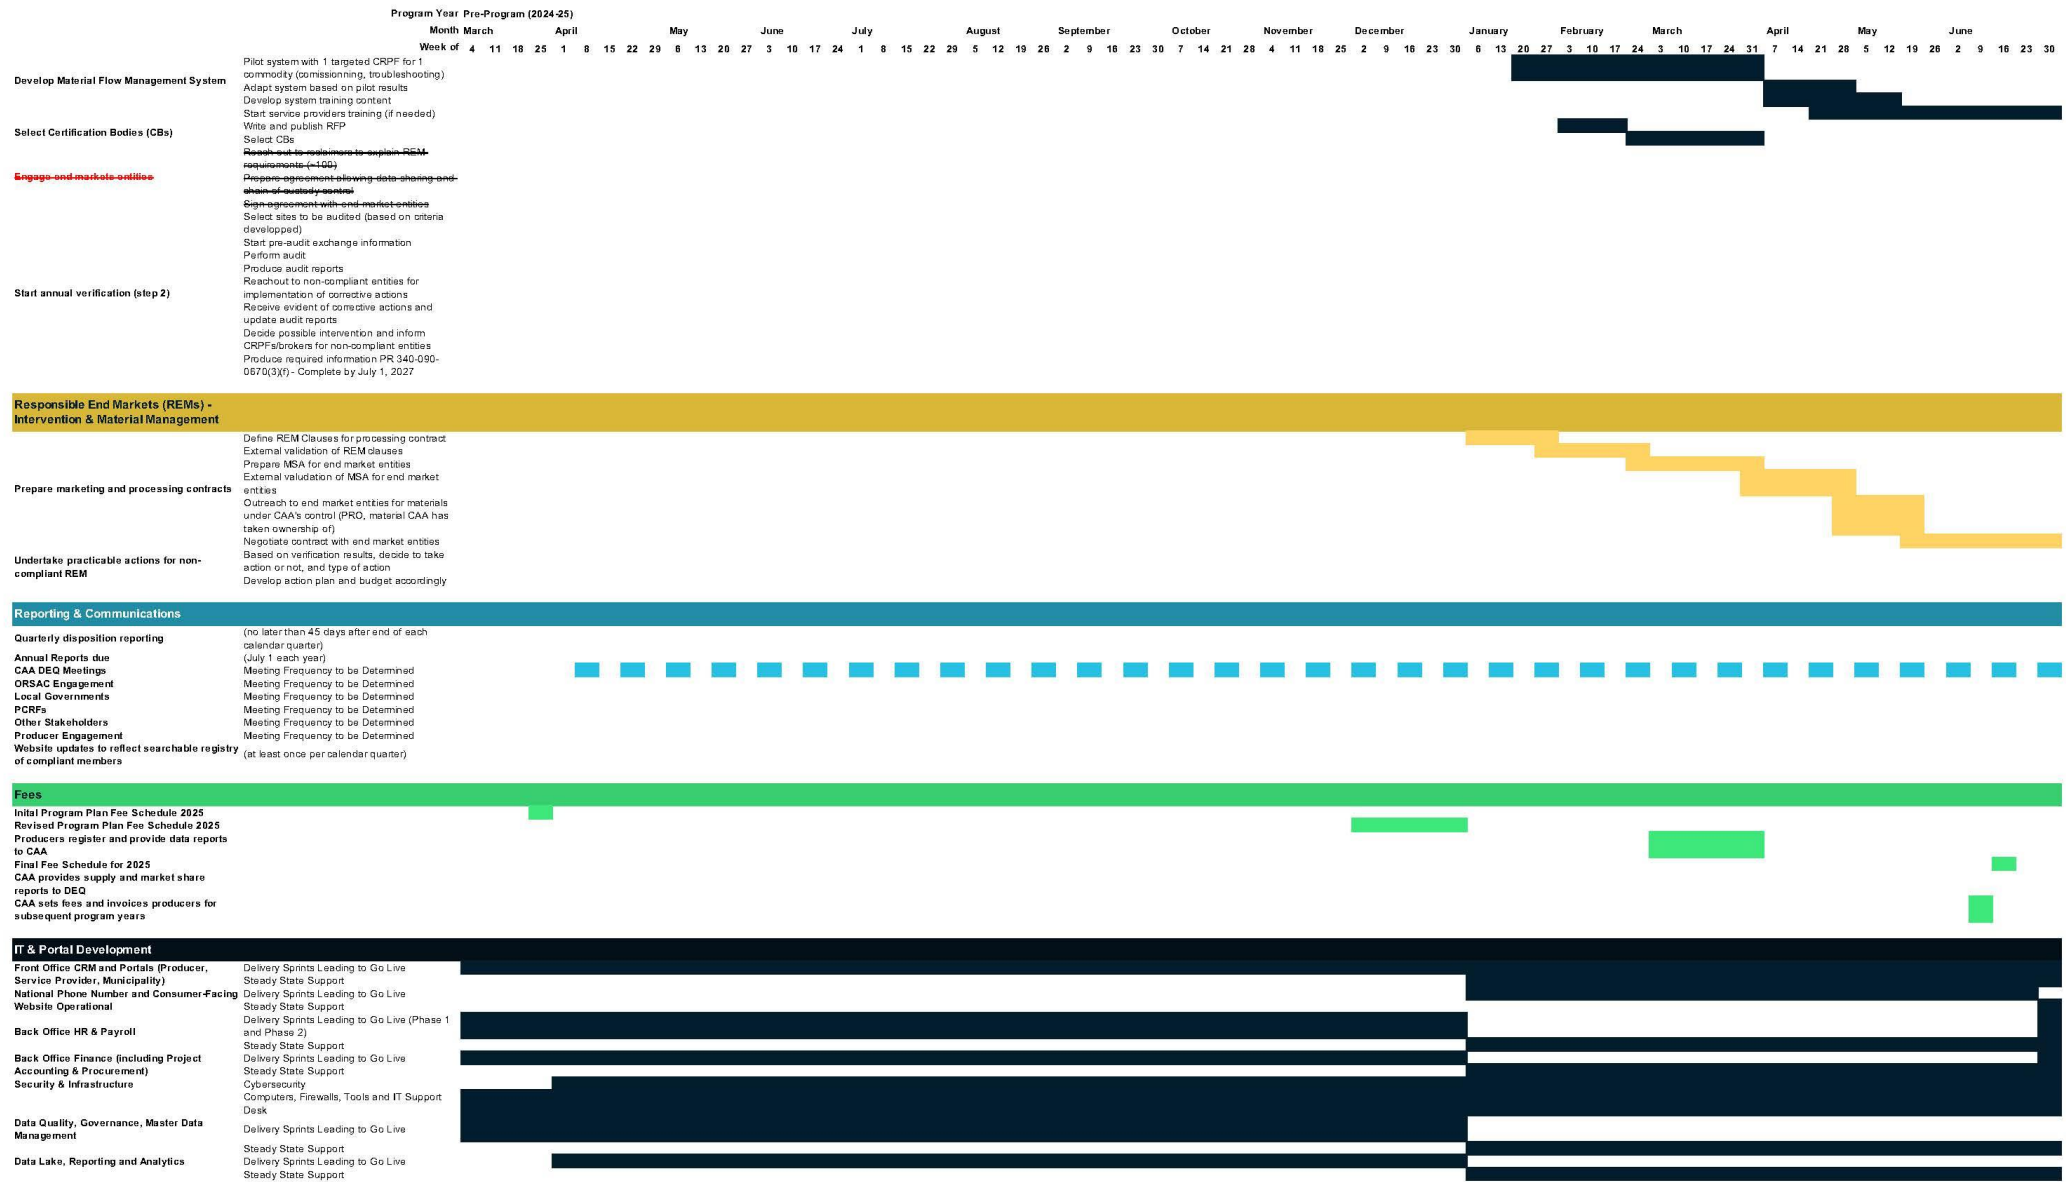 Program Year Pre-Program (2024-25)
Month March April May June July August September October November December January February March April May June
Week of 4 11 18 25 1 8 15 22 29 6 13 20 27 3 10 17 24 1 8 15 22 29 5 12 19 26 2 9 16 23 30 7 14 21 28 4 11 18 25 2 9 16 23 30 6 13 20 27 3 10 17 24 3 10 17 24 31 7 14 21 28 5 12 19 26 2 9 16 23 30
Develop Material Flow Management System
Pilot system with 1 targeted CRPF for 1
commodity (comissionning, troubleshooting)
Adapt system based on pilot results
Develop system training content
Start service providers training (if needed)
Select Certification Bodies (CBs)
Write and publish RFP
Select CBs
Engage end markets entities
Reach out to reclaimers to explain REM
requirements (~100)
Prepare agreement allowing data sharing and
chain of custody control
Sign agreement with end market entities
Start annual verification (step 2)
Select sites to be audited (based on criteria
developped)
Start pre-audit exchange information
Perform audit
Produce audit reports
Reachout to non-compliant entities for
implementation of corrective actions
Receive evident of corrective actions and
update audit reports
Decide possible intervention and inform
CRPFs/brokers for non-compliant entities
Produce required information PR 340-090-
0670(3)(f) - Complete by July 1, 2027
Responsible End Markets (REMs) -
Intervention & Material Management
Prepare marketing and processing contracts
Define REM Clauses for processing contract
External validation of REM clauses
Prepare MSA for end market entities
External valudation of MSA for end market
entities
Outreach to end market entities for materials
under CAA's control (PRO, material CAA has
taken ownership of)
Negotiate contract with end market entities
Undertake practicable actions for non-
compliant REM
Based on verification results, decide to take
action or not, and type of action
Develop action plan and budget accordingly
Reporting & Communications
Quarterly disposition reporting
(no later than 45 days after end of each
calendar quarter)
Annual Reports due (July 1 each year)
CAA DEQ Meetings Meeting Frequency to be Determined
ORSAC Engagement Meeting Frequency to be Determined
Local Governments Meeting Frequency to be Determined
PCRFs Meeting Frequency to be Determined
Other Stakeholders Meeting Frequency to be Determined
Producer Engagement Meeting Frequency to be Determined
Website updates to reflect searchable registry
of compliant members
(at least once per calendar quarter)
Fees
Inital Program Plan Fee Schedule 2025
Revised Program Plan Fee Schedule 2025
Producers register and provide data reports
to CAA
Final Fee Schedule for 2025
CAA provides supply and market share
reports to DEQ
CAA sets fees and invoices producers for
subsequent program years
IT & Portal Development
Front Office CRM and Portals (Producer, Delivery Sprints Leading to Go Live
Service Provider, Municipality) Steady State Support
National Phone Number and Consumer-Facing Delivery Sprints Leading to Go Live
Website Operational Steady State Support
Back Office HR & Payroll
Delivery Sprints Leading to Go Live (Phase 1
and Phase 2)
Steady State Support
Back Office Finance (including Project Delivery Sprints Leading to Go Live
Accounting & Procurement) Steady State Support
Security & Infrastructure Cybersecurity
Computers, Firewalls, Tools and IT Support
Desk
Data Quality, Governance, Master Data
Management
Delivery Sprints Leading to Go Live
Steady State Support
Data Lake, Reporting and Analytics Delivery Sprints Leading to Go Live
Steady State Support